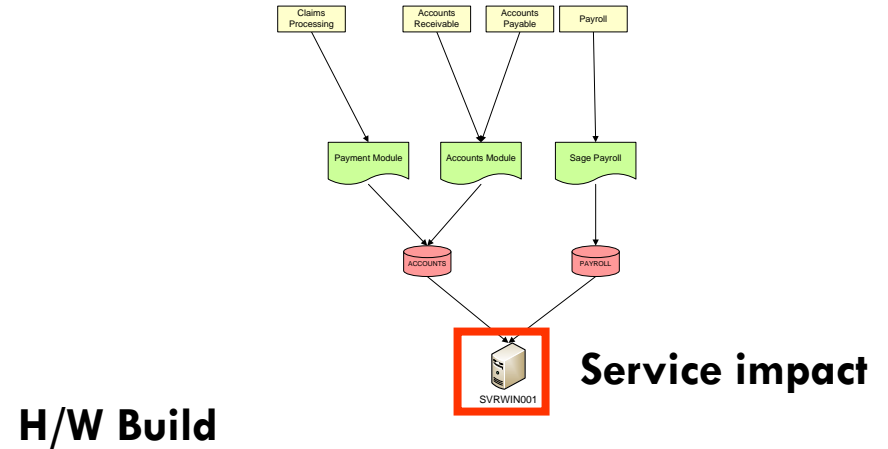 Claims
Processing
Accounts
Receivable
Accounts
Payable
Payroll
Payment Module
Accounts Module
Sage Payroll
ACCOUNTS
PAYROLL
SVRWIN001
Service impact
H/W Build